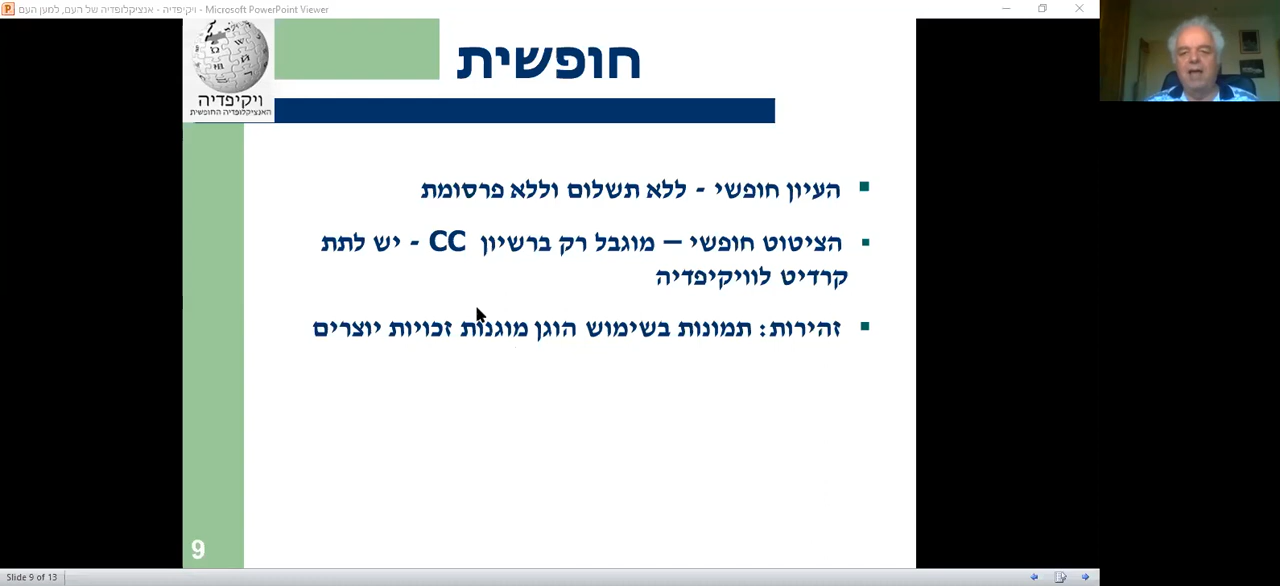 ויקיפדיה - אנציקלופדיה של העם, למען העם - Microsoft PowerPoint Viewer
חופשית
ויקיפדיה
האנציקלופדיה החופשית
העיון חופשי - ללא תשלום וללא פרסומת
הציטוט חופשי – מוגבל רק ברשיון CC - יש לתת
קרדיט לוויקיפדיה
זהירות: תמונות בשימוש הוגן מוגנות זכויות יוצרים
9
Slide 9 of 13